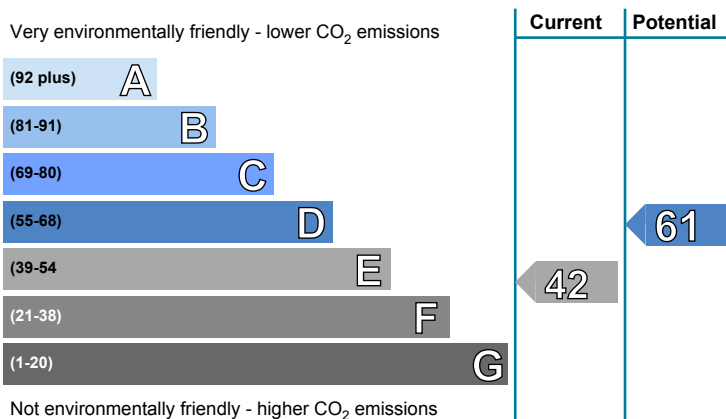 Current Potential
Very environmentally friendly - lower CO2 emissions
(92 plus) A
(81-91) B
(69-80) C
(55-68) D
61
(39-54 E
42
(21-38) F
(1-20) G
Not environmentally friendly - higher CO2 emissions